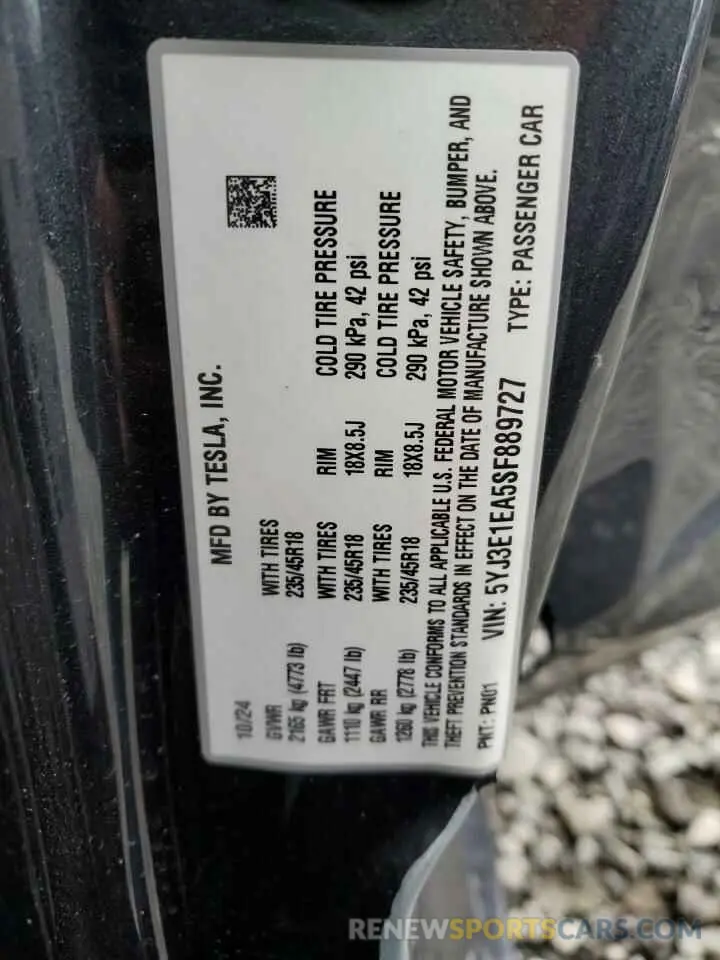 MFD BY TESLA, INC.
10/24
GVWR WITH TIRES RIM COLD TIRE PRESSURE
2165 kg (4773 lb) 235/45R18 18X8.5J 290 kPa, 42 psi
GAWR FRT WITH TIRES RIM COLD TIRE PRESSURE
1110 kg (2447 lb) 235/45R18 18X8.5J 290 kPa, 42 psi
GAWR RR
1260 kg (2778 lb)
THIS VEHICLE CONFORMS TO ALL APPLICABLE U.S. FEDERAL MOTOR VEHICLE SAFETY, BUMPER, AND
THEFT PREVENTION STANDARDS IN EFFECT ON THE DATE OF MANUFACTURE SHOWN ABOVE.
PNT: PN01 VIN: 5YJ3E1EA5SF889727 TYPE: PASSENGER CAR
RENEWSPORTSCARS.COM